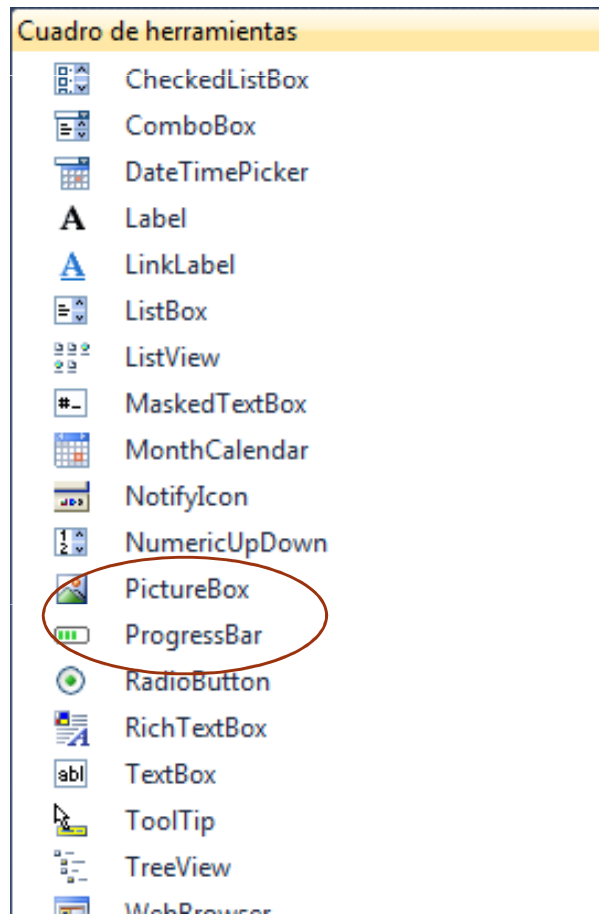 Cuadro de herramientas
CheckedListBox
ComboBox
DateTimePicker
Label
LinkLabel
ListBox
ListView
MaskedTextBox
MonthCalendar
NotifyIcon
NumericUpDown
PictureBox
ProgressBar
RadioButton
RichTextBox
TextBox
ToolTip
TreeView
WebBrowser